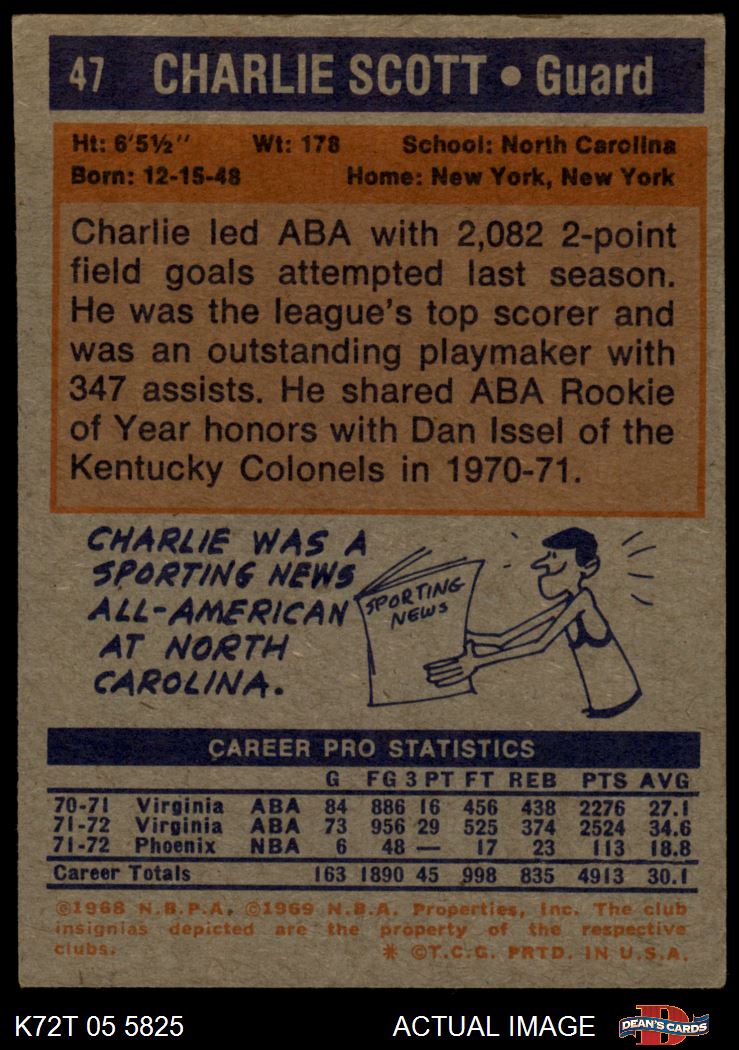 47 CHARLIE SCOTT • Guard
Ht: 6'5½" Wt: 178 School: North Carolina
Born: 12-15-48 Home: New York, New York
Charlie led ABA with 2,082 2-point
field goals attempted last season.
He was the league's top scorer and
was an outstanding playmaker with
347 assists. He shared ABA Rookie
of Year honors with Dan Issel of the
Kentucky Colonels in 1970-71.
CHARLIE WAS A
SPORTING NEWS
ALL-AMERICAN
AT NORTH
CAROLINA.
SPORTING
NEWS
CAREER PRO STATISTICS
G FG 3 PT FT REB PTS AVG
70-71 Virginia ABA 84 886 16 456 438 2276 27.1
71-72 Virginia ABA 73 956 29 525 374 2524 34.6
71-72 Phoenix NBA 6 48 — 17 23 113 18.8
Career Totals 163 1890 45 998 835 4913 30.1
©1968 N.B.P.A. ©1969 N.B.A. Properties, Inc. The club
insignias depicted are the property of the respective
clubs. * ©T.C.G. PRTD. IN U.S.A.
K72T 05 5825 ACTUAL IMAGE D DEAN'S CARDS